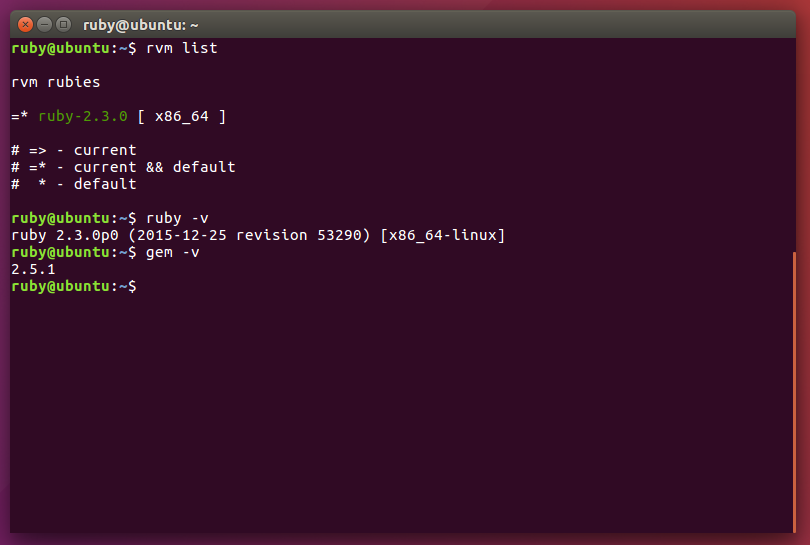 ruby@ubuntu: ~
ruby@ubuntu:~$ rvm list
rvm rubies
=* ruby-2.3.0 [ x86_64 ]
# => - current
# =* - current && default
#  * - default
ruby@ubuntu:~$ ruby -v
ruby 2.3.0p0 (2015-12-25 revision 53290) [x86_64-linux]
ruby@ubuntu:~$ gem -v
2.5.1
ruby@ubuntu:~$